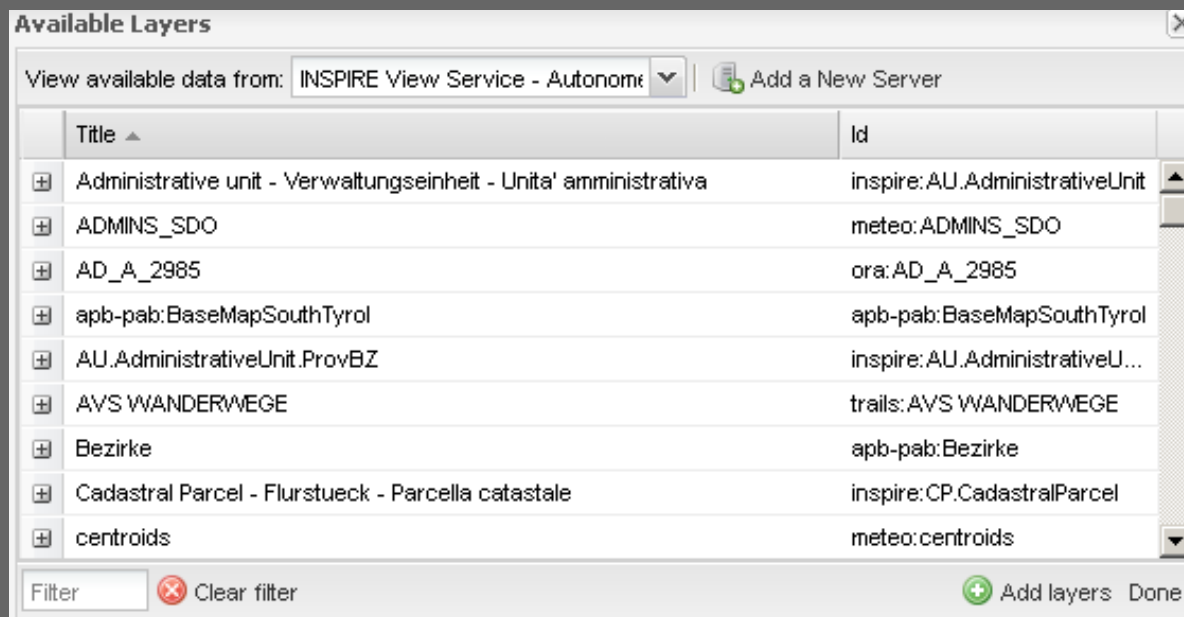 Available Layers
View available data from: INSPIRE View Service - Autonome Add a New Server
Title Id
Administrative unit - Verwaltungseinheit - Unita' amministrativa inspire:AU.AdministrativeUnit
ADMINS_SDO meteo:ADMINS_SDO
AD_A_2985 ora:AD_A_2985
apb-pab:BaseMapSouthTyrol apb-pab:BaseMapSouthTyrol
AU.AdministrativeUnit.ProvBZ inspire:AU.AdministrativeU...
AVS WANDERWEGE trails:AVS WANDERWEGE
Bezirke apb-pab:Bezirke
Cadastral Parcel - Flurstueck - Parcella catastale inspire:CP.CadastralParcel
centroids meteo:centroids
Filter Clear filter Add layers Done